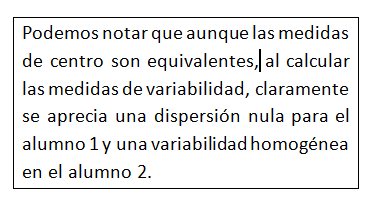 Podemos notar que aunque las medidas
de centro son equivalentes, al calcular
las medidas de variabilidad, claramente
se aprecia una dispersión nula para el
alumno 1 y una variabilidad homogénea
en el alumno 2.